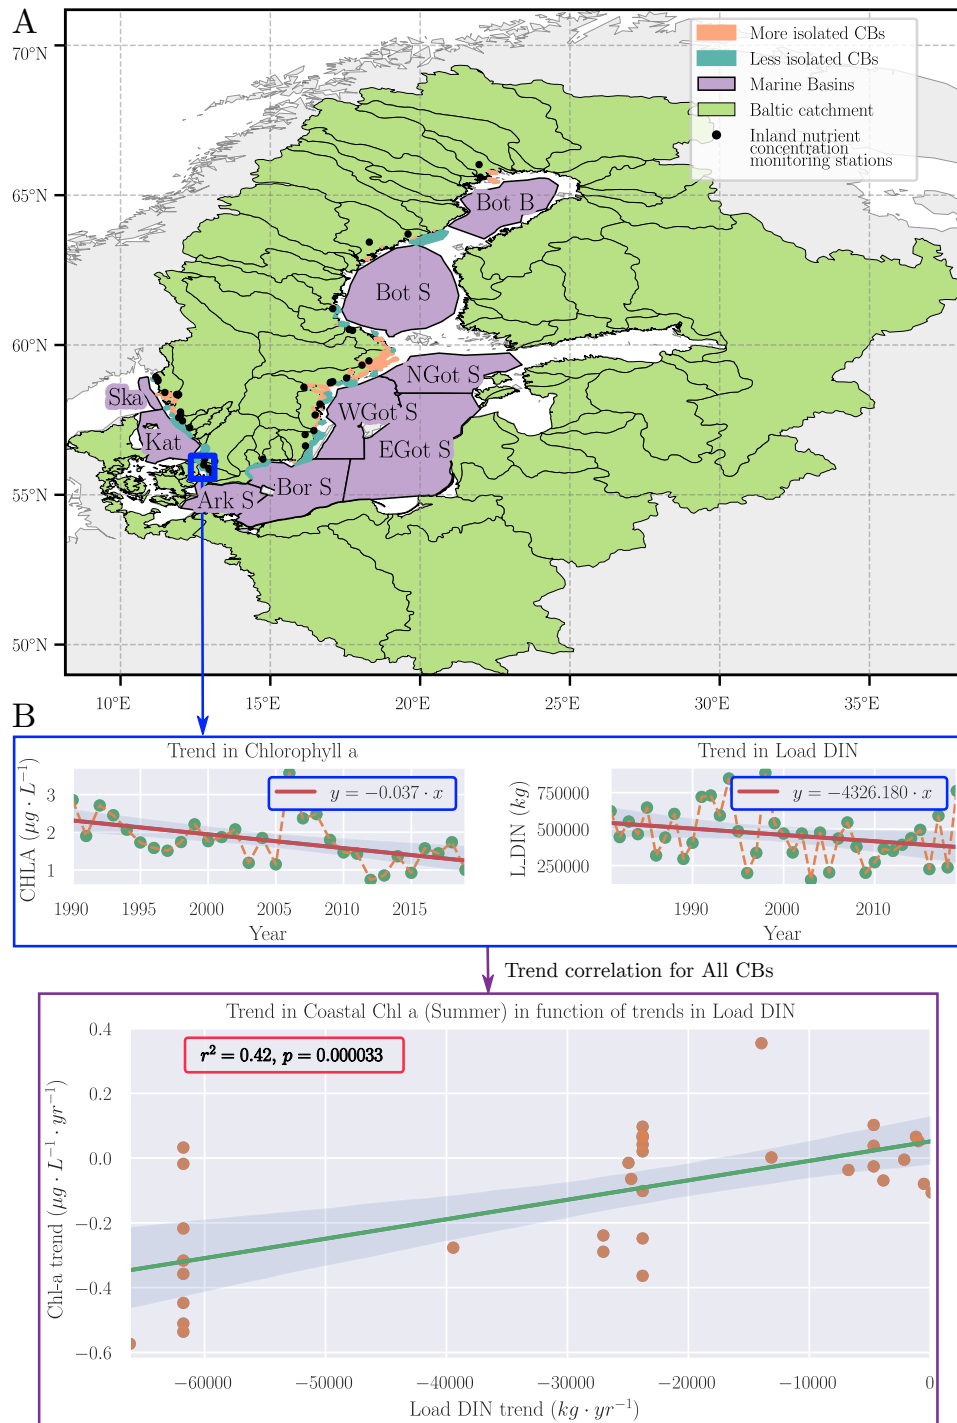 A
70°N
65°N
60°N
55°N
50°N
More isolated CBs
Less isolated CBs
Marine Basins
Baltic catchment
Inland nutrient
concentration
monitoring stations
Bot B
Bot S
NGot S
Ska
WGot S
Kat
EGot S
Bor S
Ark S
10°E
15°E
20°E
25°E
30°E
35°E
B
Trend in Chlorophyll a
CHLA (μg · L⁻¹)
3
2
1
y = −0.037 · x
1990
1995
2000
2005
2010
2015
Year
Trend in Load DIN
L_DIN (kg)
750000
500000
250000
y = −4326.180 · x
1990
2000
2010
Year
Trend correlation for All CBs
Trend in Coastal Chl a (Summer) in function of trends in Load DIN
r² = 0.42, p = 0.000033
Chl-a trend (μg · L⁻¹ · yr⁻¹)
0.4
0.2
0.0
−0.2
−0.4
−0.6
−60000
−50000
−40000
−30000
−20000
−10000
0
Load DIN trend (kg · yr⁻¹)